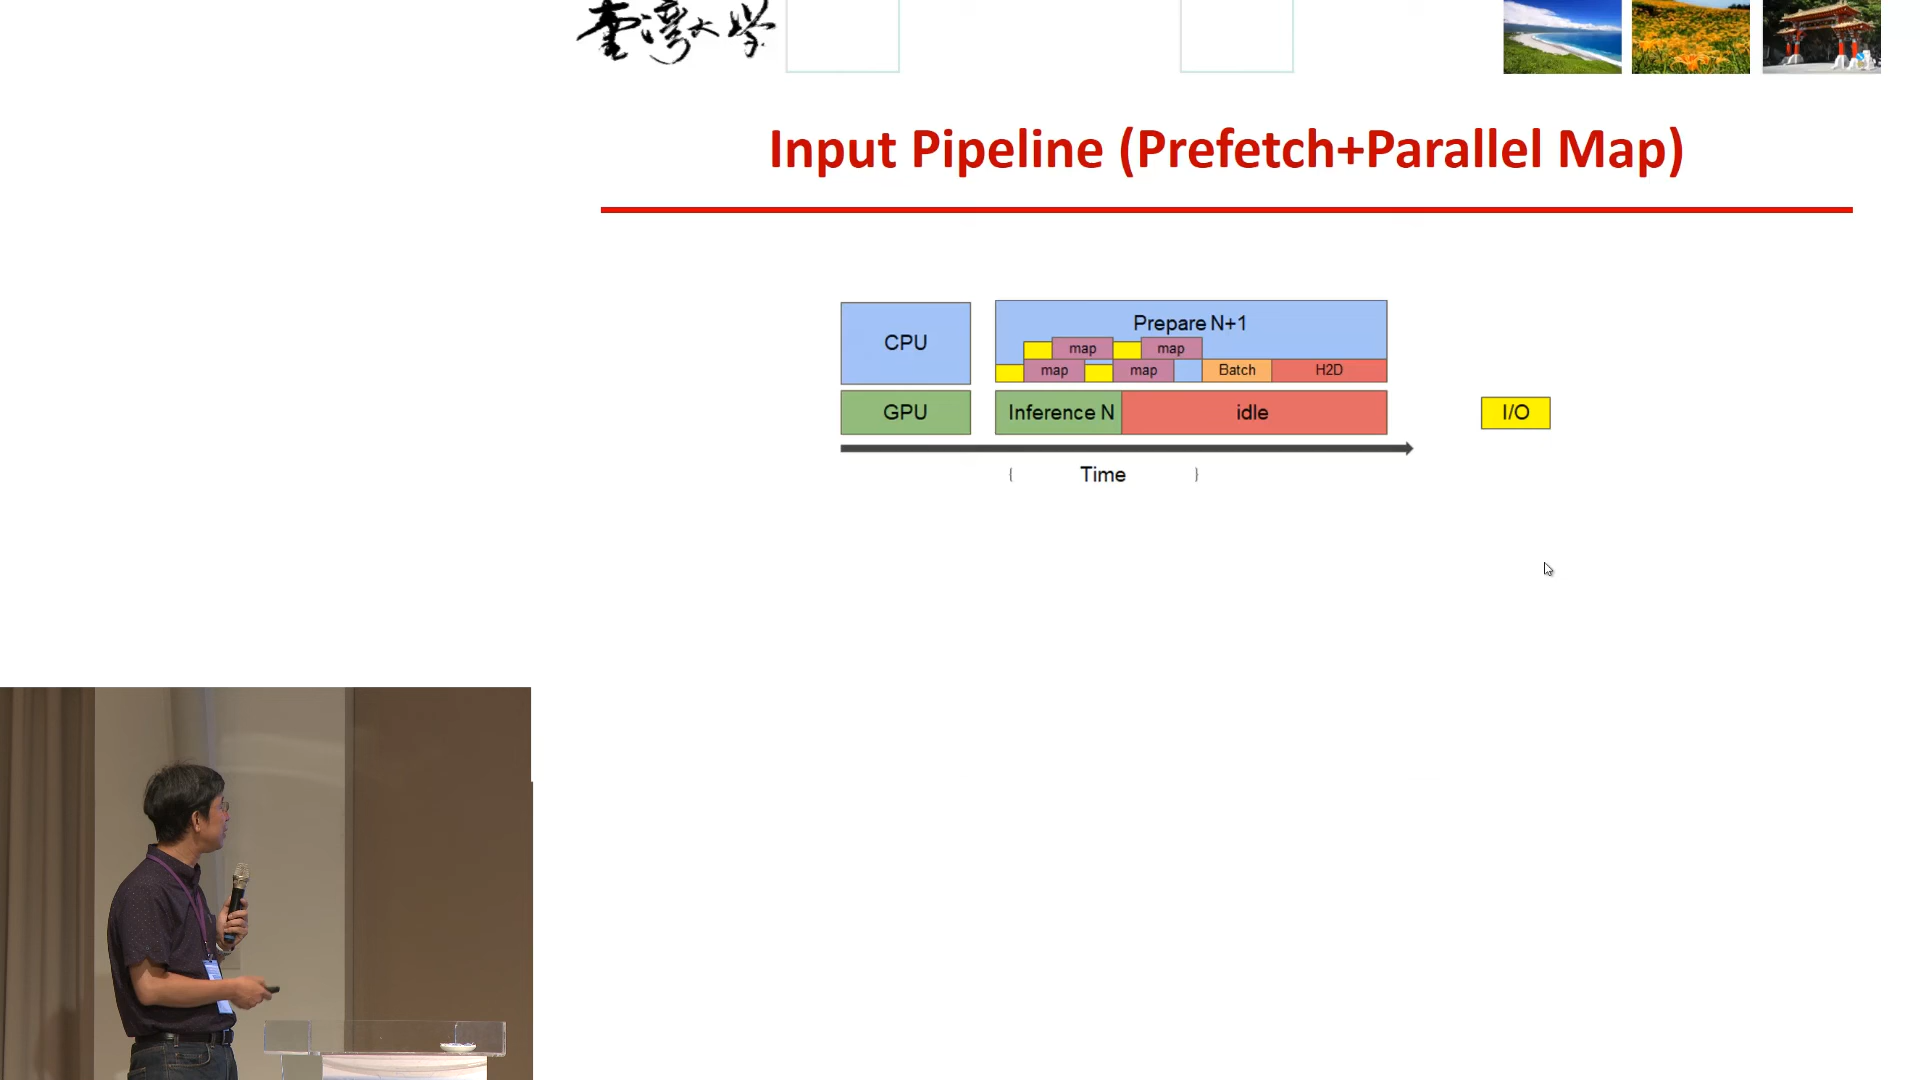 臺灣大學
Input Pipeline (Prefetch+Parallel Map)
CPU
Prepare N+1
map
map
map
map
Batch
H2D
GPU
Inference N
idle
I/O
Time